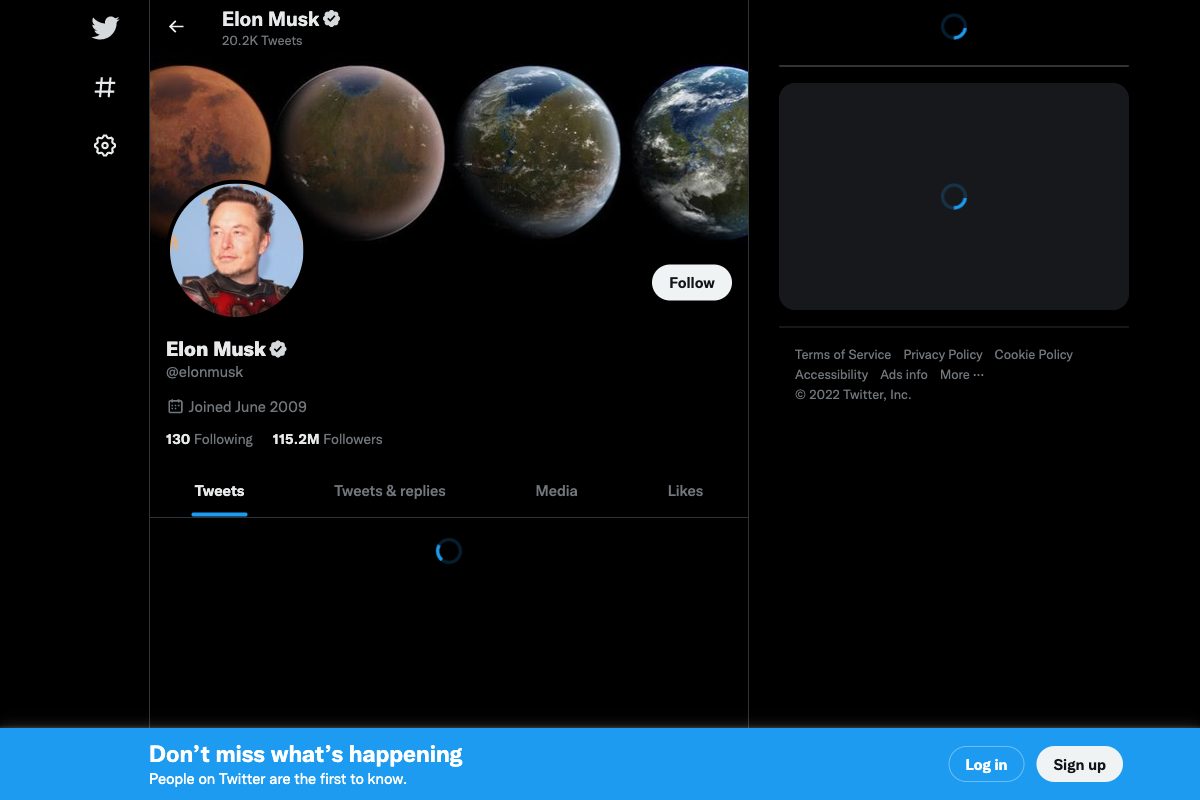 Elon Musk
20.2K Tweets
Follow
Elon Musk
@elonmusk
Joined June 2009
130 Following 115.2M Followers
Tweets Tweets & replies Media Likes
Terms of Service Privacy Policy Cookie Policy
Accessibility Ads info More ···
© 2022 Twitter, Inc.
Don’t miss what’s happening
People on Twitter are the first to know.
Log in Sign up